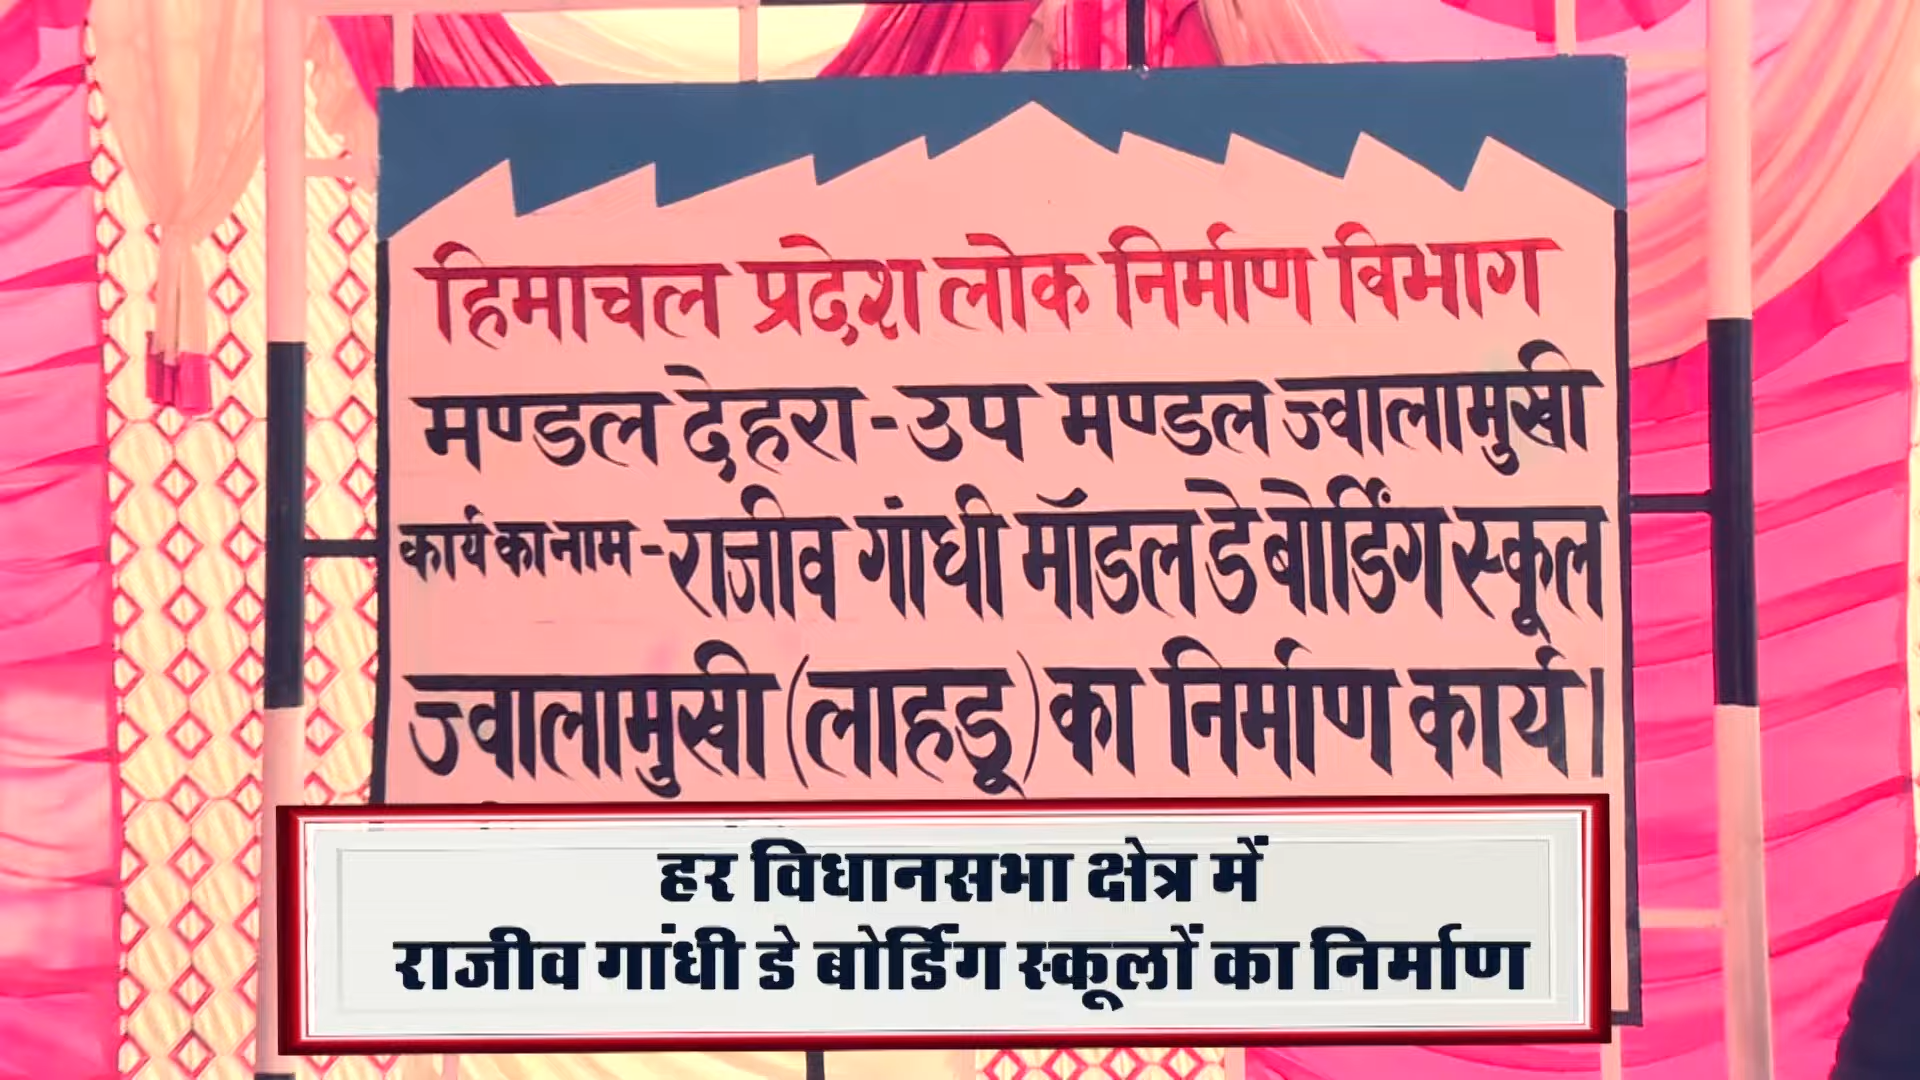 हिमाचल प्रदेश लोक निर्माण विभाग
मण्डल देहरा-उप मण्डल ज्वालामुखी
कार्य का नाम - राजीव गांधी मॉडल डे बोर्डिंग स्कूल
ज्वालामुखी (लाहडू) का निर्माण कार्य।
हर विधानसभा क्षेत्र में
राजीव गांधी डे बोर्डिंग स्कूलों का निर्माण